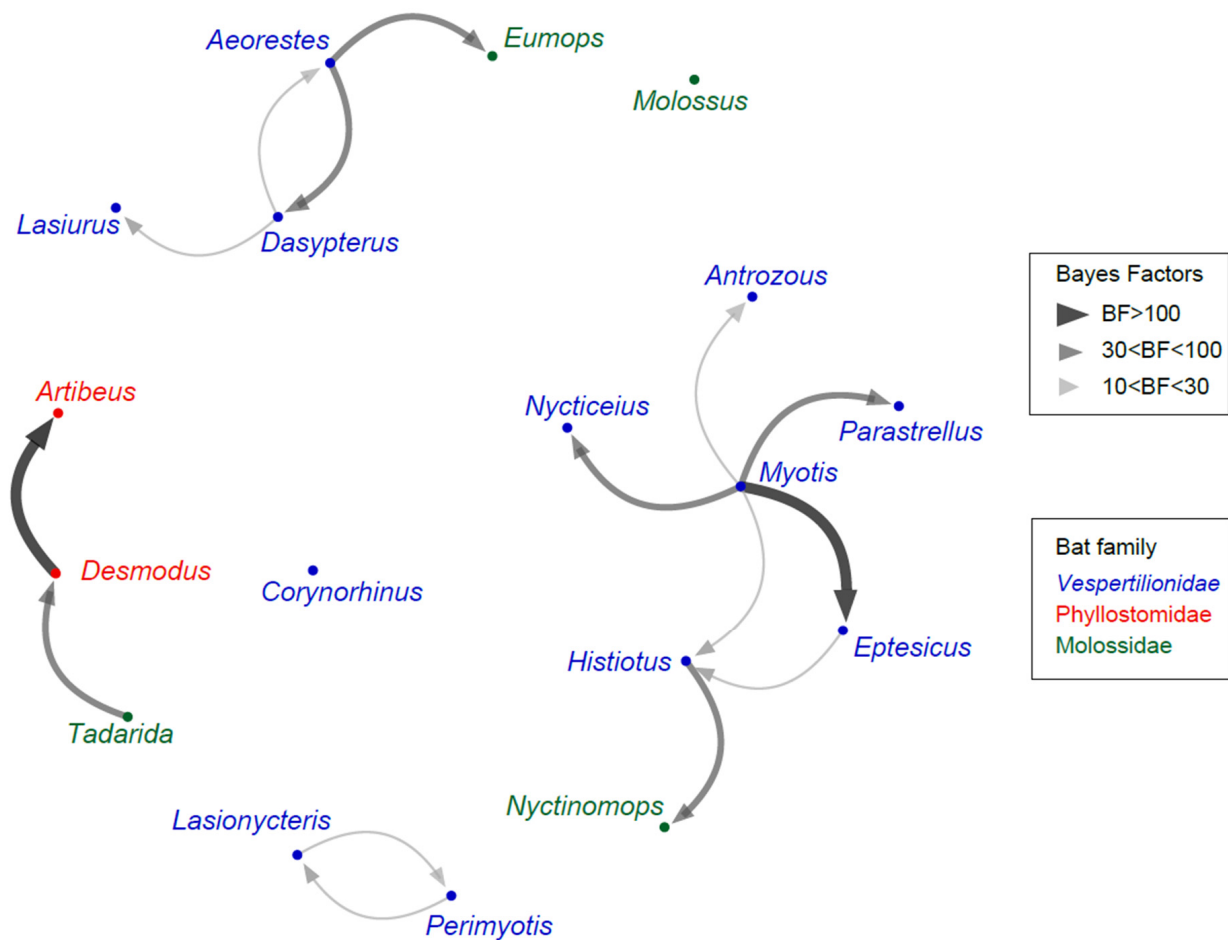 Aeorestes
Eumops
Molossus
Lasiurus
Dasypterus
Antrozous
Artibeus
Nycticeius
Parastrellus
Myotis
Desmodus
Corynorhinus
Histiotus
Eptesicus
Tadarida
Nyctinomops
Lasionycteris
Perimyotis
Bayes Factors
BF>100
30<BF<100
10<BF<30
Bat family
Vespertilionidae
Phyllostomidae
Molossidae